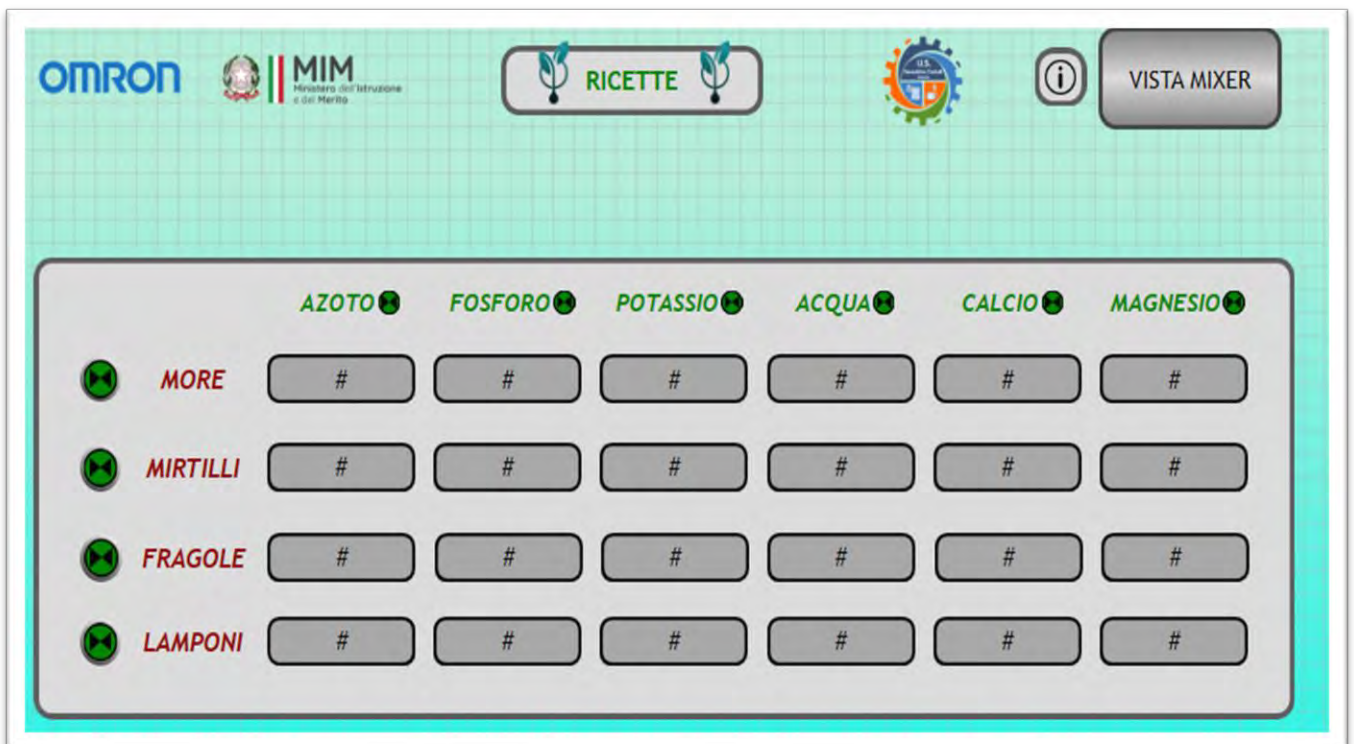 OMRON
MIM
Ministero dell'Istruzione
e del Merito
RICETTE
U.S.
i
VISTA MIXER
AZOTO FOSFORO POTASSIO ACQUA CALCIO MAGNESIO
MORE # # # # # #
MIRTILLI # # # # # #
FRAGOLE # # # # # #
LAMPONI # # # # # #